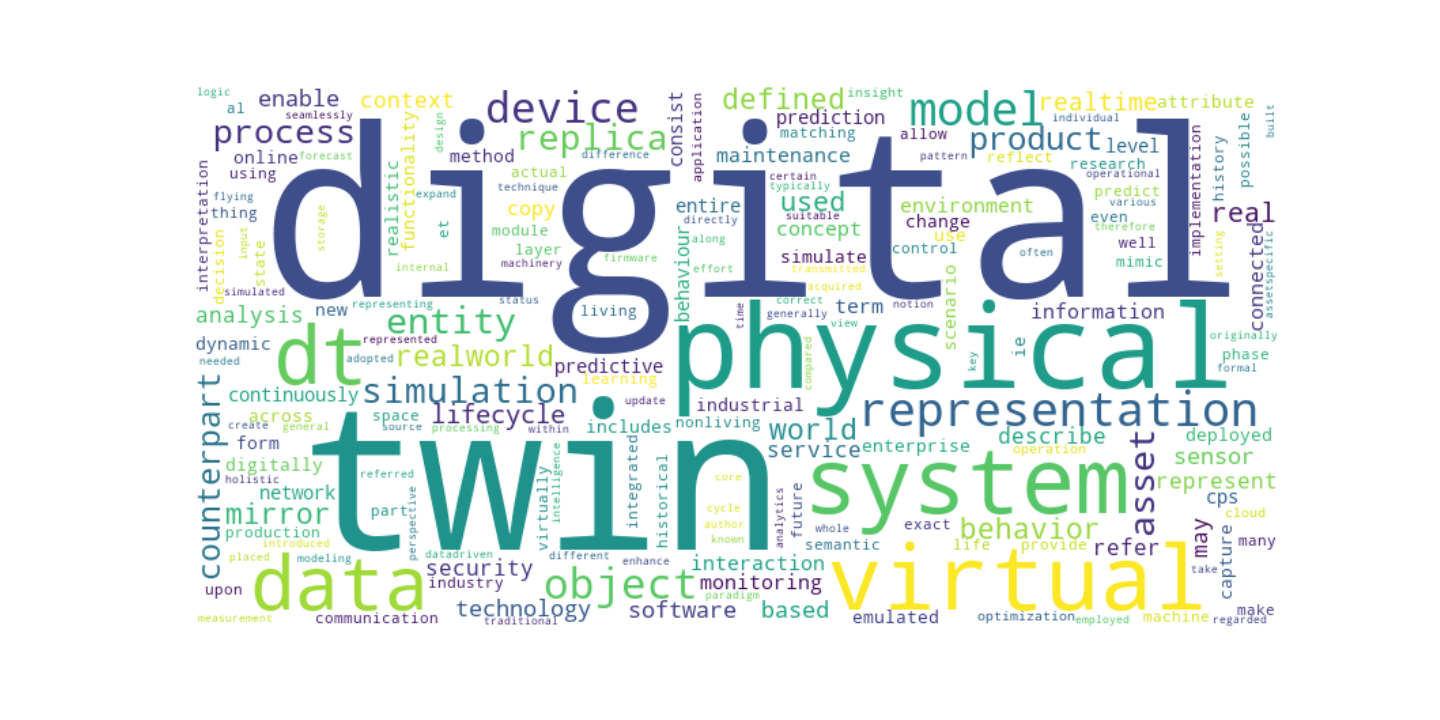 logic
al
enable
seamlessly
context
device
consist
application
defined
insight
model
realtime
attribute
individual
built
process
functionality
design
replica
prediction
matching
allow
product
level
possible
history
implementation
online
forecast
using
method
difference
maintenance
pattern
reflect
research
operational
digital
interpretation
flying
thing
realistic
expand
et
actual
technique
copy
module
layer
machinery
firmware
entire
directly
along
effort
behaviour
certain
typically
used
suitable
concept
simulate
transmitted
acquired
environment
change
use
control
often
predict
various
even
therefore
well
mimic
real
connected
setting
assetspecific
decision
input
state
storage
internal
simulated
analysis
new
representing
status
living
time
correct
generally
view
term
notion
scenario
information
originally
dynamic
needed
dt
represented
adopted
entity
realworld
predictive
learning
physical
compared
key
ie
phase
formal
continuously
simulation
update
counterpart
across
create
general
space
source
lifecycle
processing
within
includes
industrial
nonliving
world
service
representation
enterprise
describe
operation
deployed
form
digitally
holistic
network
mirror
production
introduced
placed
modeling
twin
referred
part
perspective
virtually
intelligence
integrated
historical
core
cycle
author
known
analytics
future
whole
semantic
system
exact
behavior
asset
sensor
represent
cps
cloud
many
may
capture
take
datadriven
different
enhance
interaction
life
provide
refer
upon
data
security
industry
object
monitoring
paradigm
virtual
make
measurement
communication
technology
traditional
software
based
emulated
optimization
employed
machine
regarded